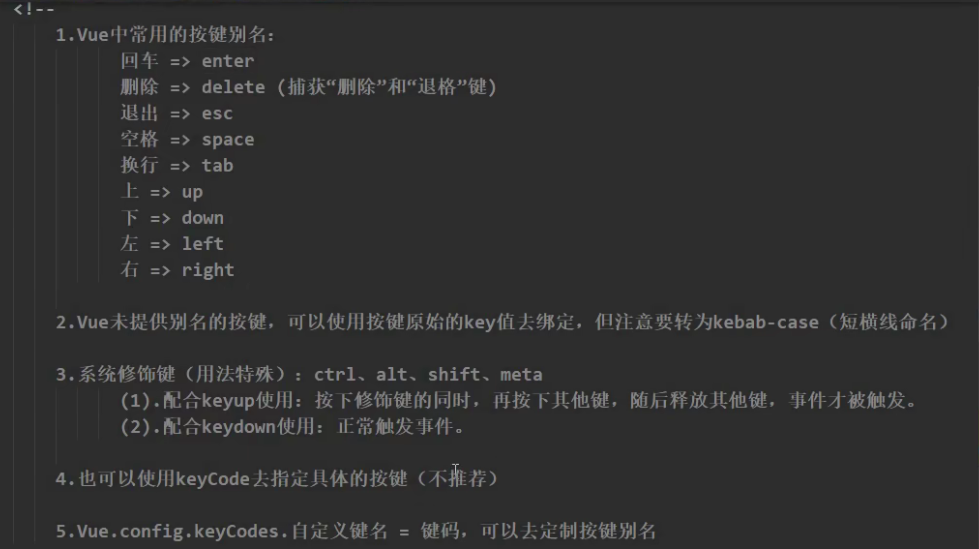 <!--
1.Vue中常用的按键别名:
回车 => enter
删除 => delete (捕获“删除”和“退格”键)
退出 => esc
空格 => space
换行 => tab
上 => up
下 => down
左 => left
右 => right
2.Vue未提供别名的按键，可以使用按键原始的key值去绑定，但注意要转为kebab-case（短横线命名）
3.系统修饰键（用法特殊）：ctrl、alt、shift、meta
(1).配合keyup使用：按下修饰键的同时，再按下其他键，随后释放其他键，事件才被触发。
(2).配合keydown使用：正常触发事件。
4.也可以使用keyCode去指定具体的按键（不推荐）
5.Vue.config.keyCodes.自定义键名 = 键码，可以去定制按键别名